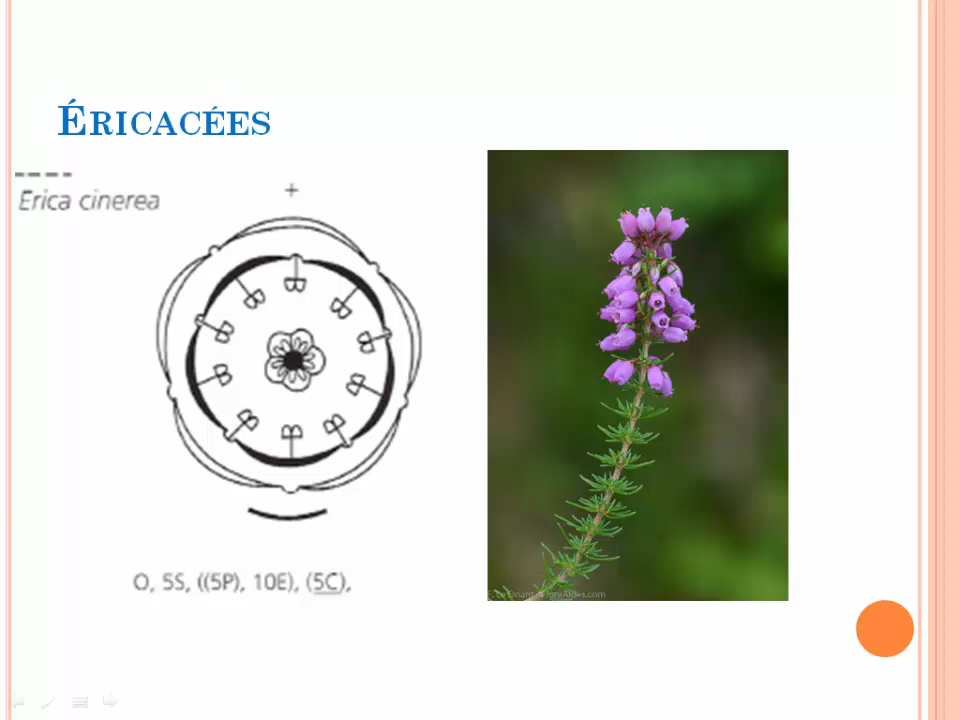 Éricacées
Erica cinerea
+
O, 5S, ((5P), 10E), (5C),